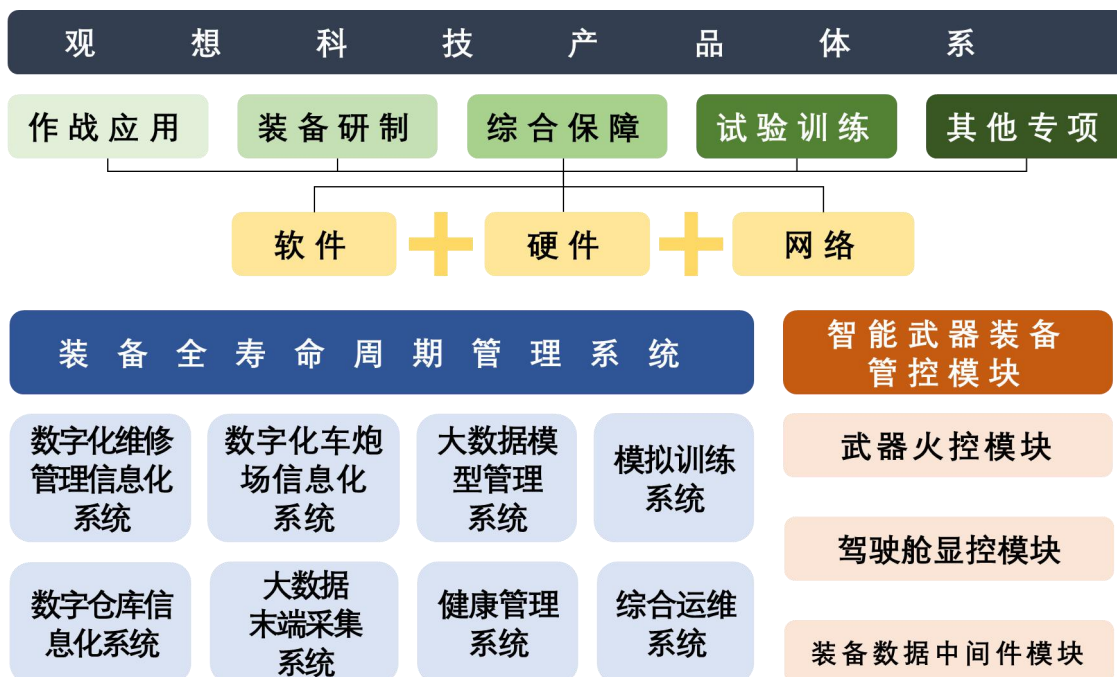 观想科技产品体系
作战应用
装备研制
综合保障
试验训练
其他专项
软件
硬件
网络
装备全寿命周期管理系统
智能武器装备
管控模块
数字化维修
管理信息化
系统
数字化车炮
场信息化
系统
大数据模
型管理
系统
模拟训练
系统
武器火控模块
驾驶舱显控模块
数字仓库信
息化系统
大数据
末端采集
系统
健康管理
系统
综合运维
系统
装备数据中间件模块